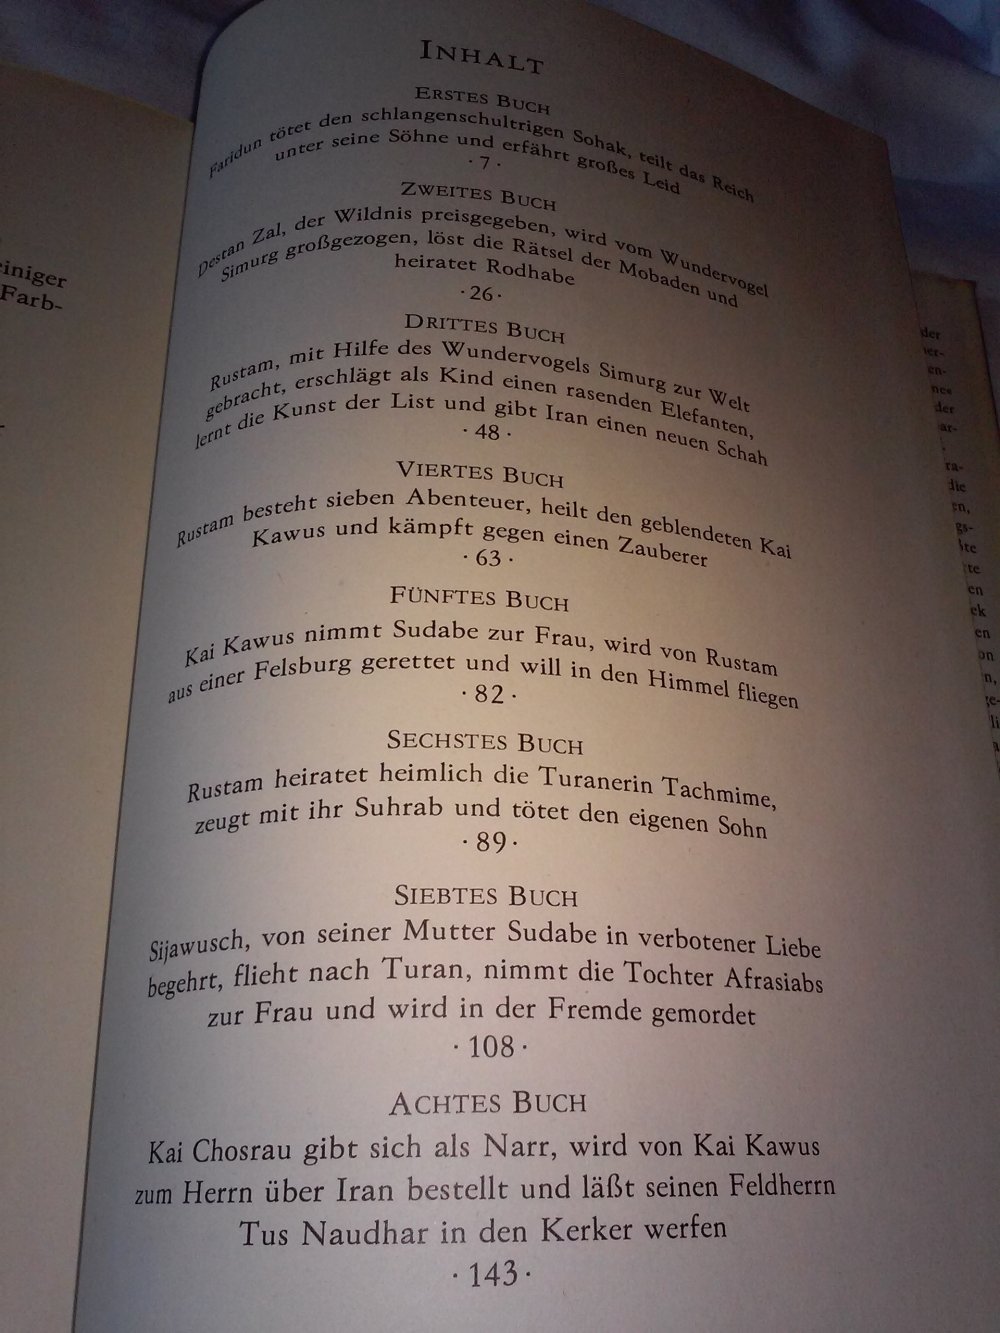 INHALT
ERSTES BUCH
Faridun tötet den schlangenschultrigen Sohak, teilt das Reich
unter seine Söhne und erfährt großes Leid
· 7 ·
ZWEITES BUCH
Destan Zal, der Wildnis preisgegeben, wird vom Wundervogel
Simurg großgezogen, löst die Rätsel der Mobaden und
heiratet Rodhabe
· 26 ·
DRITTES BUCH
Rustam, mit Hilfe des Wundervogels Simurg zur Welt
gebracht, erschlägt als Kind einen rasenden Elefanten,
lernt die Kunst der List und gibt Iran einen neuen Schah
· 48 ·
VIERTES BUCH
Rustam besteht sieben Abenteuer, heilt den geblendeten Kai
Kawus und kämpft gegen einen Zauberer
· 63 ·
FÜNFTES BUCH
Kai Kawus nimmt Sudabe zur Frau, wird von Rustam
aus einer Felsburg gerettet und will in den Himmel fliegen
· 82 ·
SECHSTES BUCH
Rustam heiratet heimlich die Turanerin Tachmime,
zeugt mit ihr Suhrab und tötet den eigenen Sohn
· 89 ·
SIEBTES BUCH
Sijawusch, von seiner Mutter Sudabe in verbotener Liebe
begehrt, flieht nach Turan, nimmt die Tochter Afrasiabs
zur Frau und wird in der Fremde gemordet
· 108 ·
ACHTES BUCH
Kai Chosrau gibt sich als Narr, wird von Kai Kawus
zum Herrn über Iran bestellt und läßt seinen Feldherrn
Tus Naudhar in den Kerker werfen
· 143 ·
einiger
Farb-
der
en,
die
en
ek
en